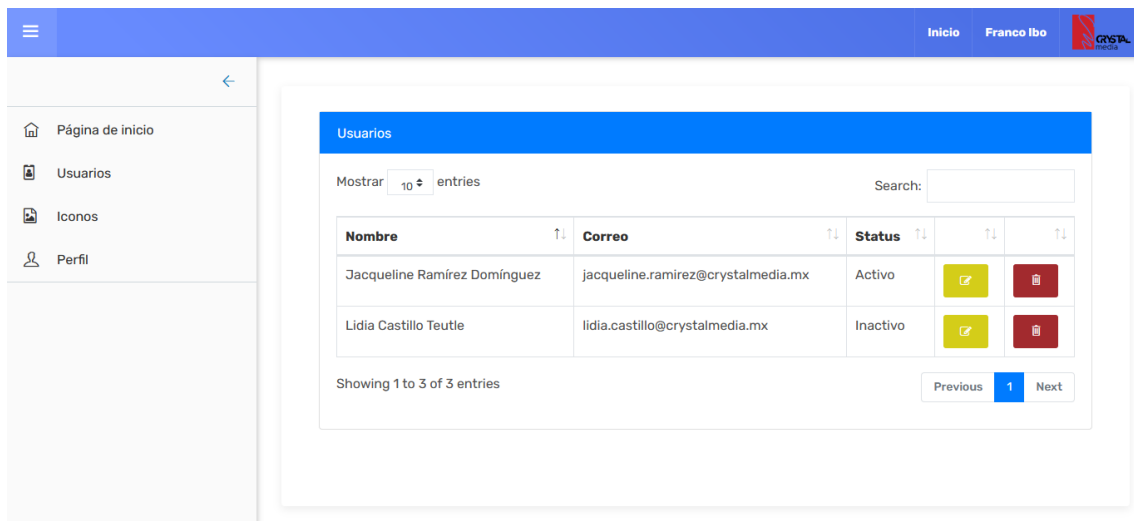 Inicio Franco Ibo CRYSTAL media
Página de inicio
Usuarios
Iconos
Perfil
Usuarios
Mostrar 10 entries Search:
Nombre Correo Status
Jacqueline Ramírez Domínguez jacqueline.ramirez@crystalmedia.mx Activo
Lidia Castillo Teutle lidia.castillo@crystalmedia.mx Inactivo
Showing 1 to 3 of 3 entries Previous 1 Next